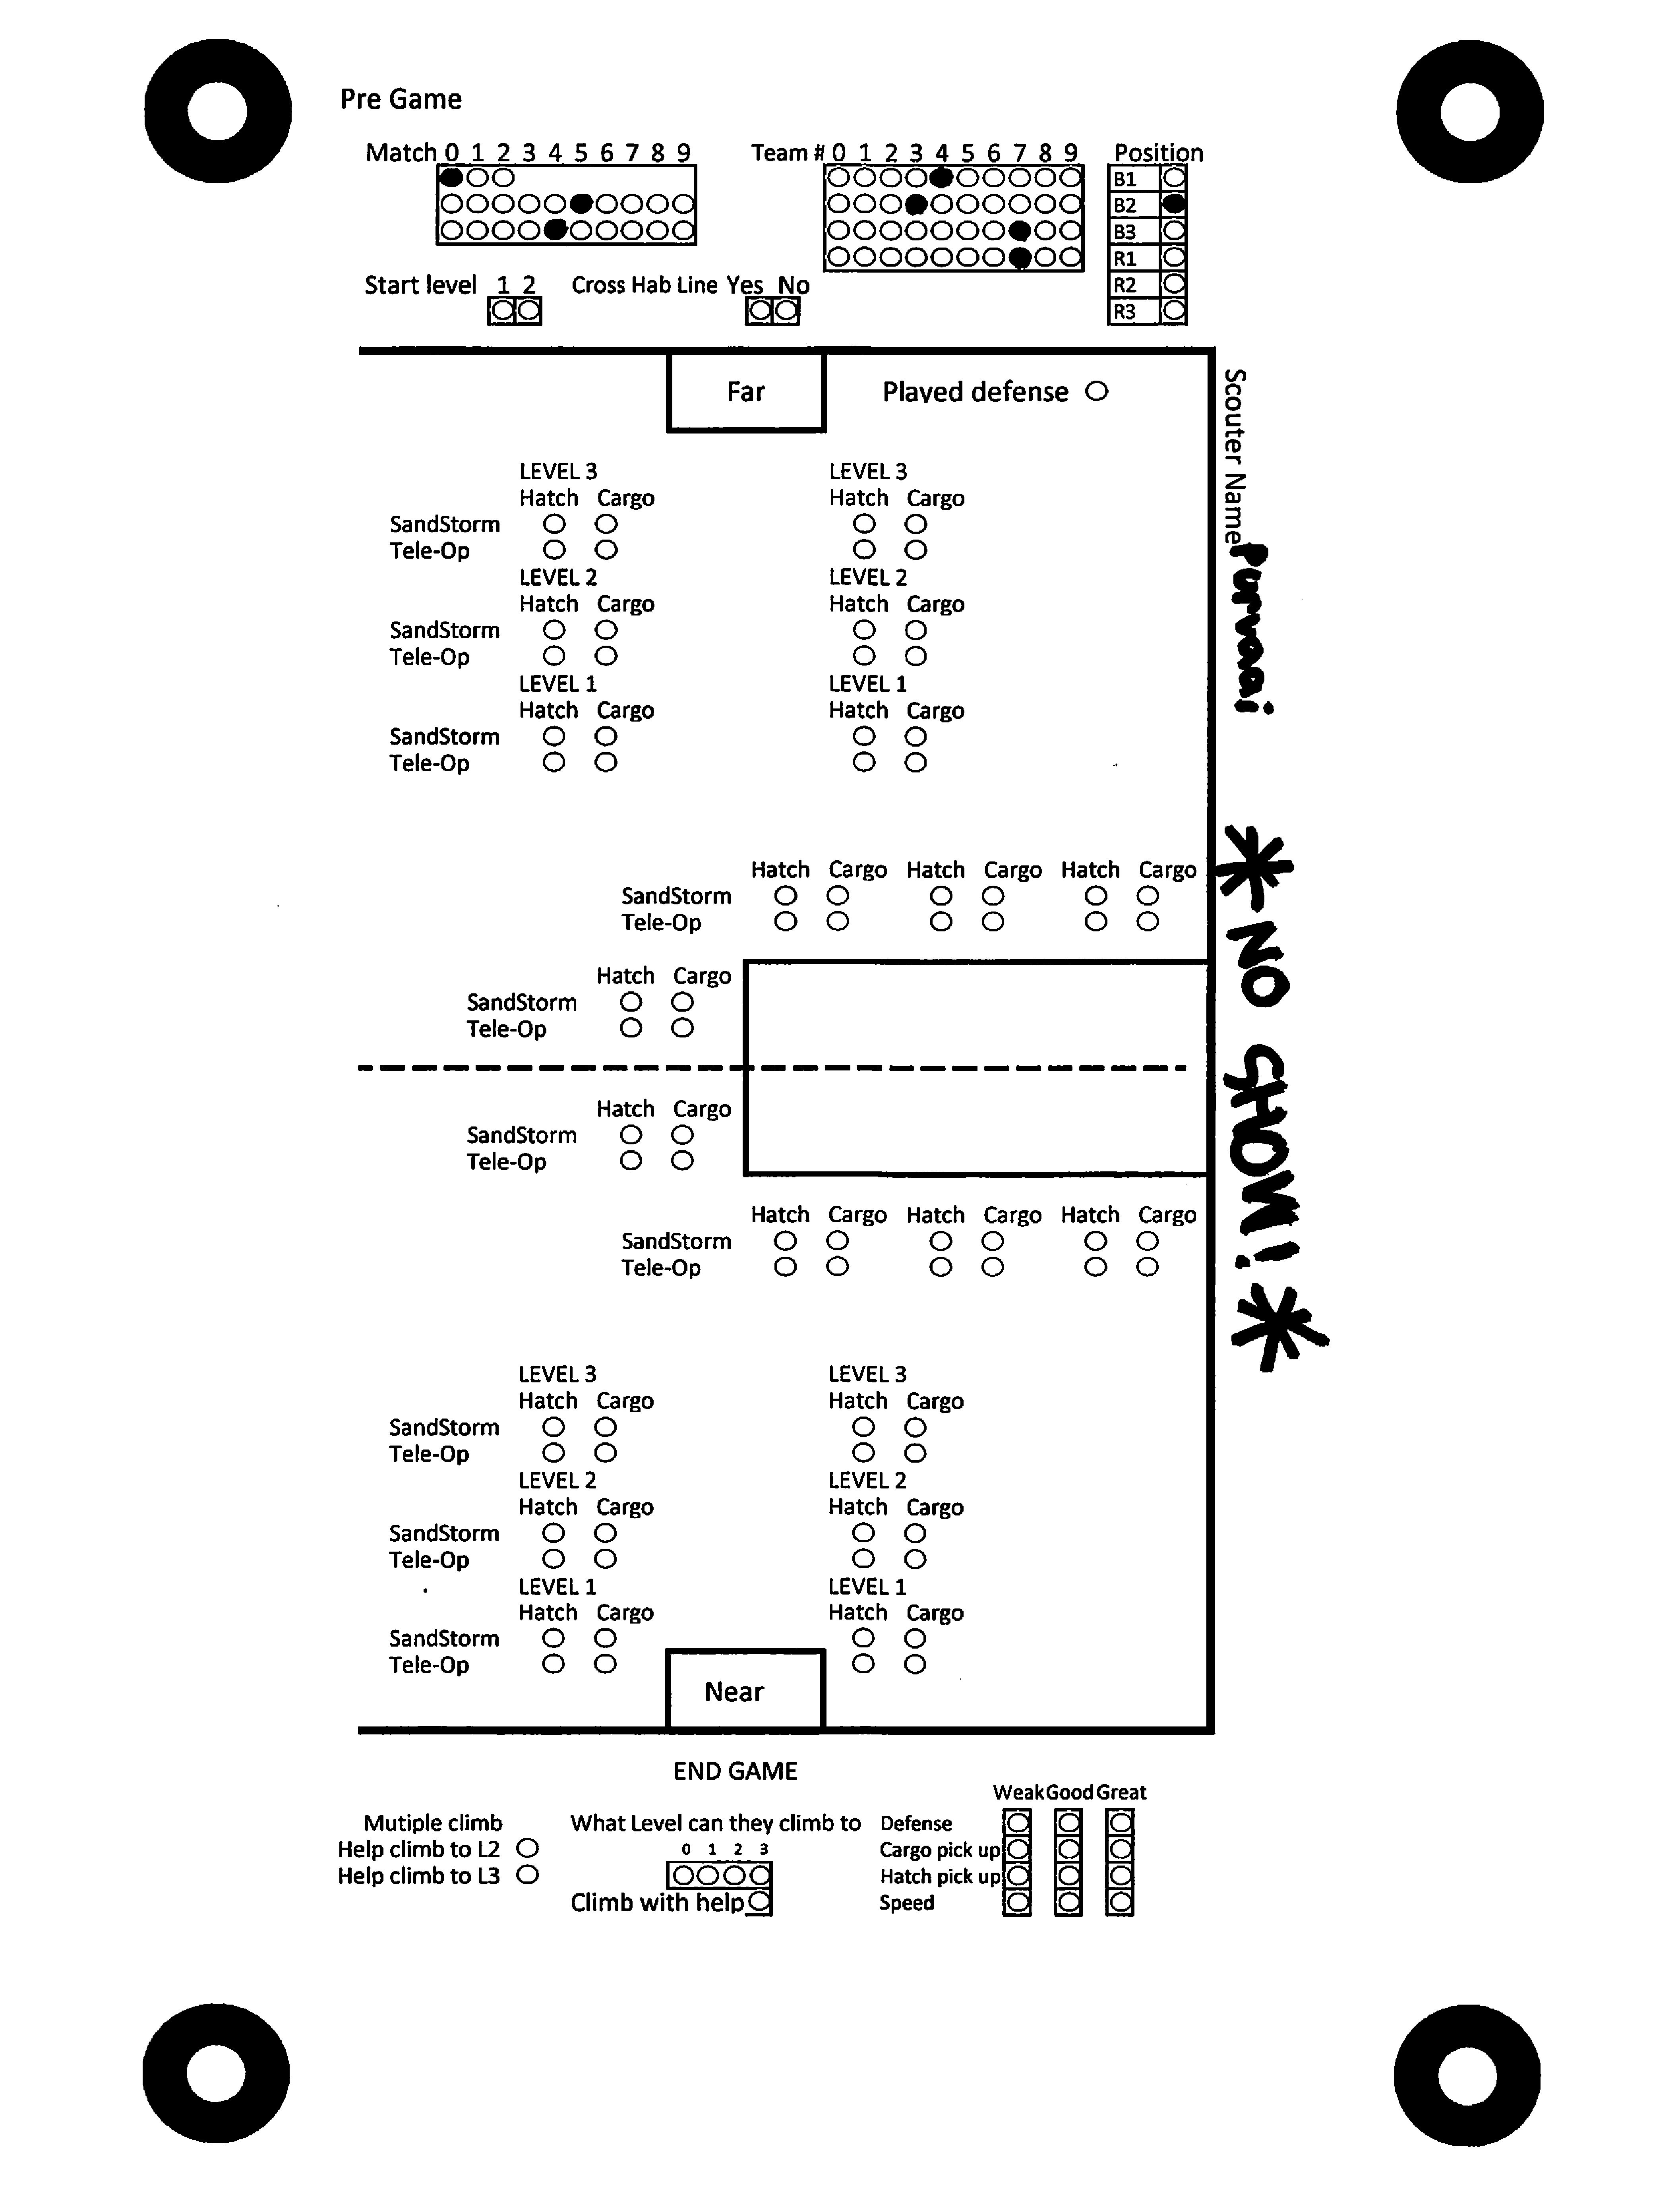 Pre Game
Match 0 1 2 3 4 5 6 7 8 9
Team # 0 1 2 3 4 5 6 7 8 9
Position
B1
B2
B3
R1
R2
R3
Start level 1 2
Cross Hab Line Yes No
Far
Played defense
Scouter Name Purvaai
LEVEL 3 LEVEL 3
Hatch Cargo Hatch Cargo
SandStorm
Tele-Op
LEVEL 2 LEVEL 2
Hatch Cargo Hatch Cargo
SandStorm
Tele-Op
LEVEL 1 LEVEL 1
Hatch Cargo Hatch Cargo
SandStorm
Tele-Op
Hatch Cargo Hatch Cargo Hatch Cargo
SandStorm
Tele-Op
Hatch Cargo
SandStorm
Tele-Op
* NO SHOW! *
Hatch Cargo
SandStorm
Tele-Op
Hatch Cargo Hatch Cargo Hatch Cargo
SandStorm
Tele-Op
LEVEL 3 LEVEL 3
Hatch Cargo Hatch Cargo
SandStorm
Tele-Op
LEVEL 2 LEVEL 2
Hatch Cargo Hatch Cargo
SandStorm
Tele-Op
LEVEL 1 LEVEL 1
Hatch Cargo Hatch Cargo
SandStorm
Tele-Op
Near
END GAME
Mutiple climb
Help climb to L2
Help climb to L3
What Level can they climb to
0 1 2 3
Climb with help
Weak Good Great
Defense
Cargo pick up
Hatch pick up
Speed